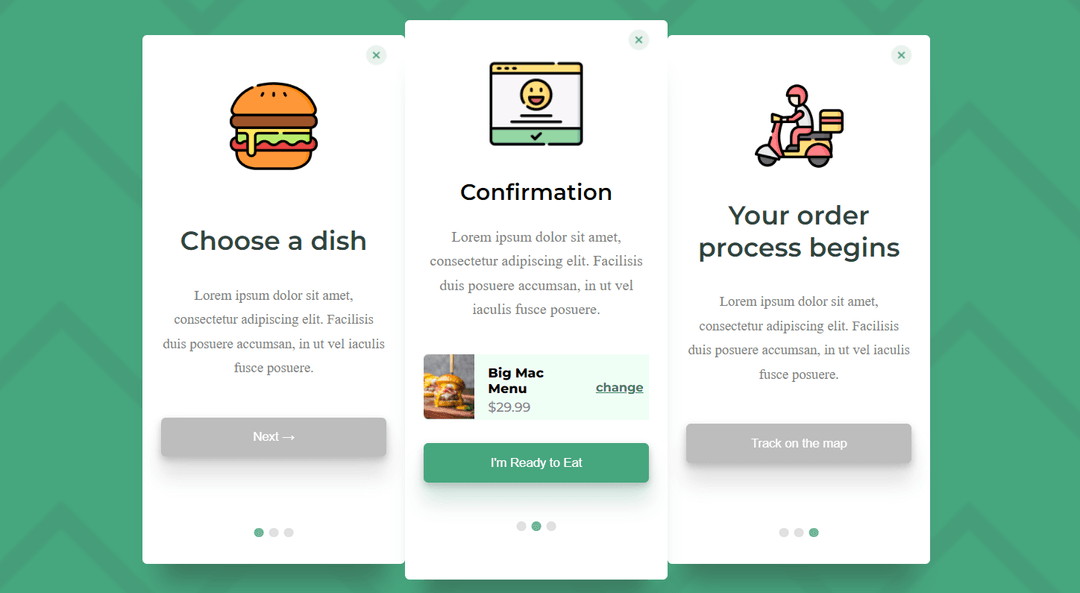 Choose a dish
Lorem ipsum dolor sit amet,
consectetur adipiscing elit. Facilisis
duis posuere accumsan, in ut vel iaculis
fusce posuere.
Next →
Confirmation
Lorem ipsum dolor sit amet,
consectetur adipiscing elit. Facilisis
duis posuere accumsan, in ut vel
iaculis fusce posuere.
Big Mac
Menu
$29.99
change
I'm Ready to Eat
Your order
process begins
Lorem ipsum dolor sit amet,
consectetur adipiscing elit. Facilisis
duis posuere accumsan, in ut vel iaculis
fusce posuere.
Track on the map